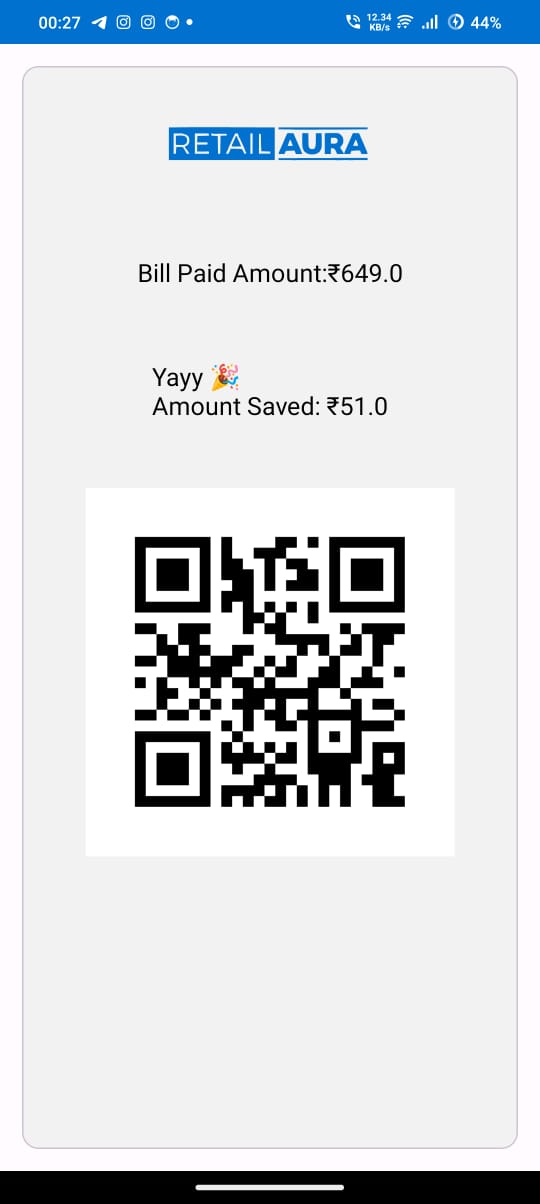 00:27 12.34 KB/s 44%
RETAIL AURA
Bill Paid Amount:₹649.0
Yayy 🎉
Amount Saved: ₹51.0